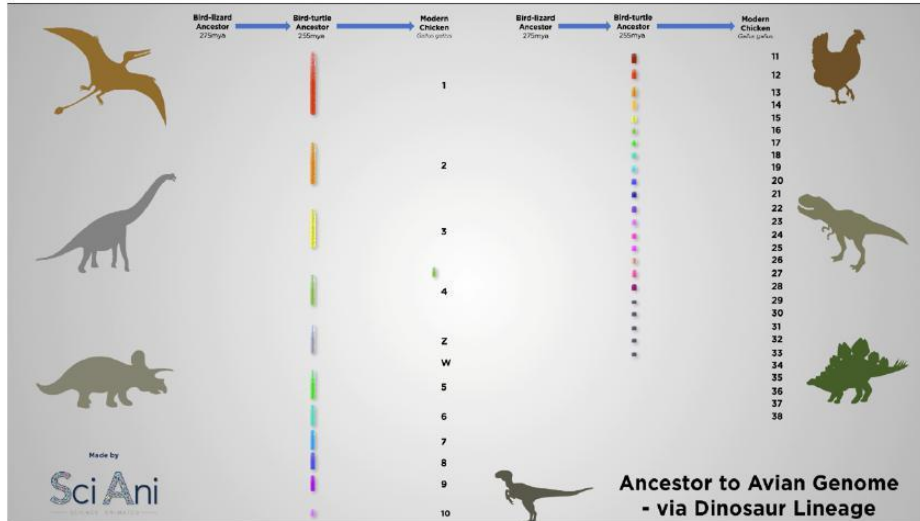 Bird-lizard
Ancestor
275mya
Bird-turtle
Ancestor
255mya
Modern
Chicken
Gallus gallus
1
2
3
4
Z
W
5
6
7
8
9
10
Bird-lizard
Ancestor
275mya
Bird-turtle
Ancestor
255mya
Modern
Chicken
Gallus gallus
11
12
13
14
15
16
17
18
19
20
21
22
23
24
25
26
27
28
29
30
31
32
33
34
35
36
37
38
Made by
Sci Ani
Ancestor to Avian Genome
- via Dinosaur Lineage